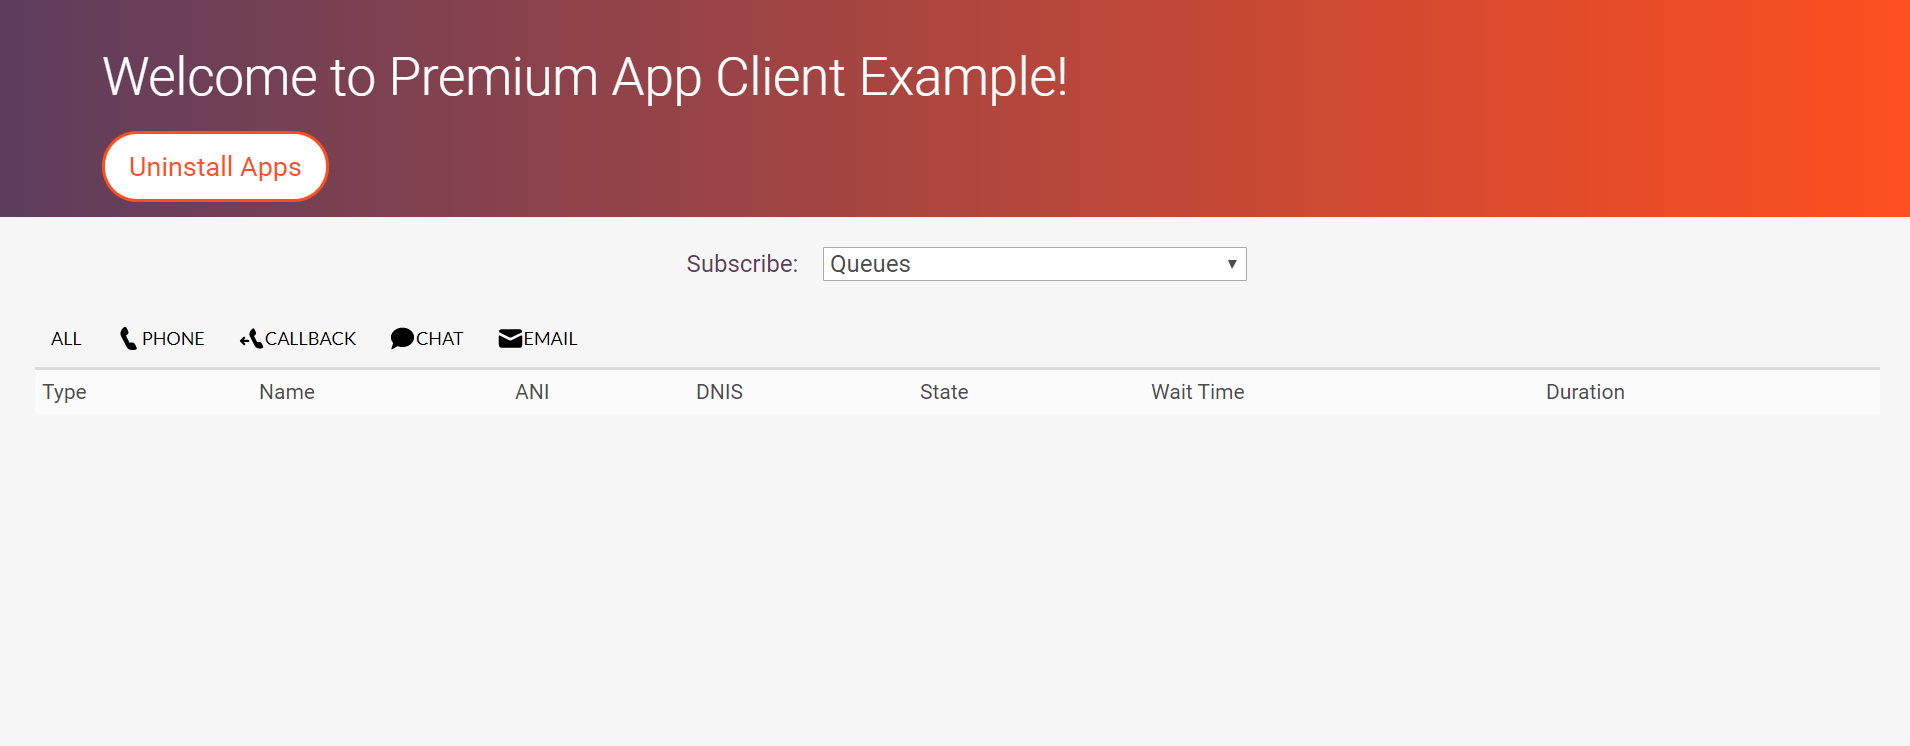 Welcome to Premium App Client Example!
Uninstall Apps
Subscribe: Queues
ALL PHONE CALLBACK CHAT EMAIL
Type Name ANI DNIS State Wait Time Duration